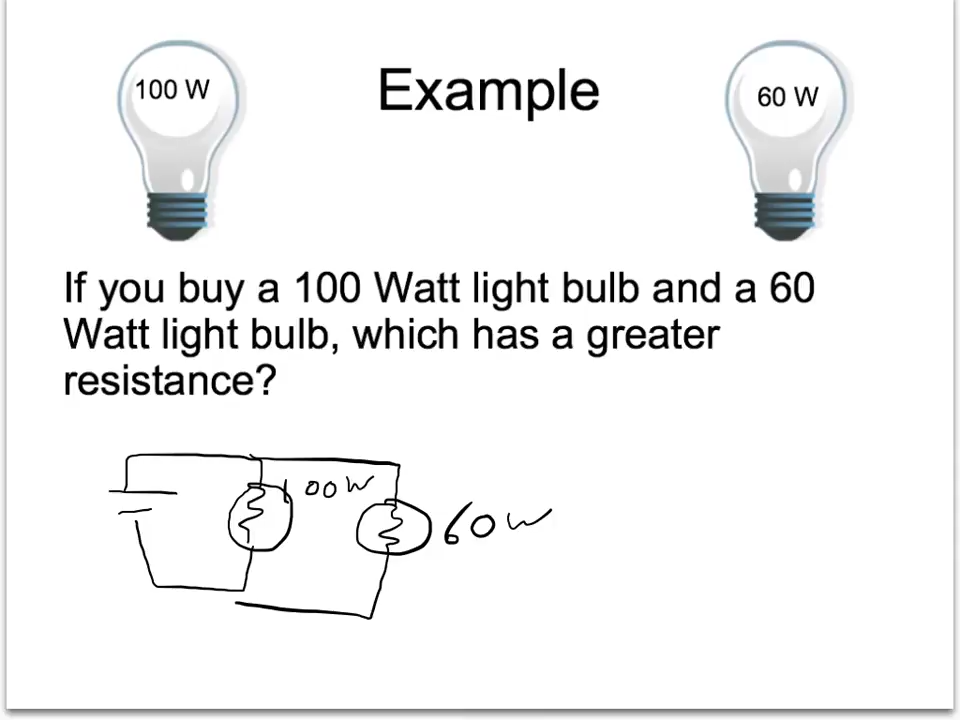 100 W
Example
60 W
If you buy a 100 Watt light bulb and a 60
Watt light bulb, which has a greater
resistance?
100W
60W